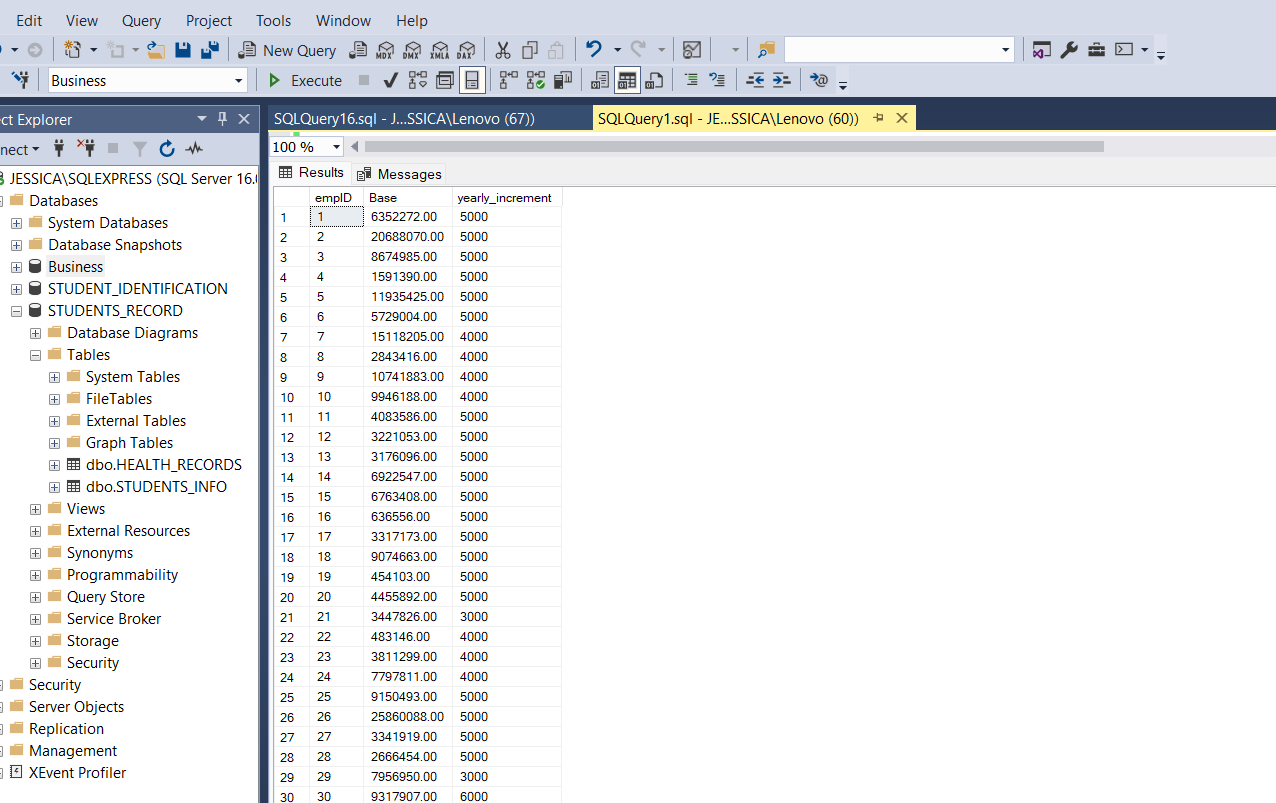 Edit View Query Project Tools Window Help
New Query MDX DMX XMLA DAX
Business Execute
ct Explorer
SQLQuery16.sql - J...SSICA\Lenovo (67))
SQLQuery1.sql - JE...SSICA\Lenovo (60))
nect
100 %
JESSICA\SQLEXPRESS (SQL Server 16.
Databases
System Databases
Database Snapshots
Business
STUDENT_IDENTIFICATION
STUDENTS_RECORD
Database Diagrams
Tables
System Tables
FileTables
External Tables
Graph Tables
dbo.HEALTH_RECORDS
dbo.STUDENTS_INFO
Views
External Resources
Synonyms
Programmability
Query Store
Service Broker
Storage
Security
Security
Server Objects
Replication
Management
XEvent Profiler
Results Messages
empID Base yearly_increment
1 1 6352272.00 5000
2 2 20688070.00 5000
3 3 8674985.00 5000
4 4 1591390.00 5000
5 5 11935425.00 5000
6 6 5729004.00 5000
7 7 15118205.00 4000
8 8 2843416.00 4000
9 9 10741883.00 4000
10 10 9946188.00 4000
11 11 4083586.00 5000
12 12 3221053.00 5000
13 13 3176096.00 5000
14 14 6922547.00 5000
15 15 6763408.00 5000
16 16 636556.00 5000
17 17 3317173.00 5000
18 18 9074663.00 5000
19 19 454103.00 5000
20 20 4455892.00 5000
21 21 3447826.00 3000
22 22 483146.00 4000
23 23 3811299.00 4000
24 24 7797811.00 4000
25 25 9150493.00 5000
26 26 25860088.00 5000
27 27 3341919.00 5000
28 28 2666454.00 5000
29 29 7956950.00 3000
30 30 9317907.00 6000